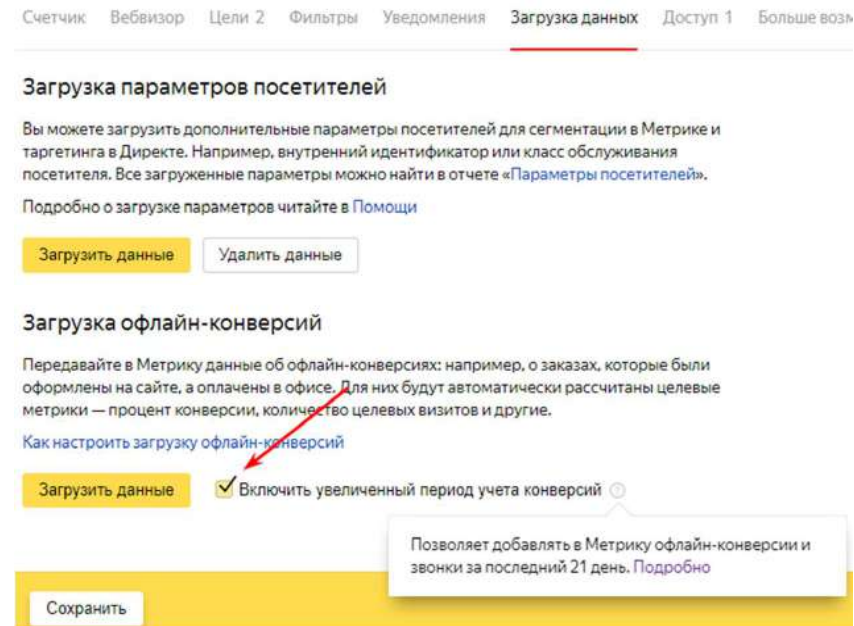 Счетчик Вебвизор Цели 2 Фильтры Уведомления Загрузка данных Доступ 1 Больше
Загрузка параметров посетителей
Вы можете загрузить дополнительные параметры посетителей для сегментации в Метрике и
таргетинга в Директе. Например, внутренний идентификатор или класс обслуживания
посетителя. Все загруженные параметры можно найти в отчете «Параметры посетителей».
Подробно о загрузке параметров читайте в Помощи
Загрузить данные Удалить данные
Загрузка офлайн-конверсий
Передавайте в Метрику данные об офлайн-конверсиях: например, о заказах, которые были
оформлены на сайте, а оплачены в офисе. Для них будут автоматически рассчитаны целевые
метрики — процент конверсии, количество целевых визитов и другие.
Как настроить загрузку офлайн-конверсий
Загрузить данные Включить увеличенный период учета конверсий ?
Позволяет добавлять в Метрику офлайн-конверсии и
звонки за последний 21 день. Подробно
Сохранить